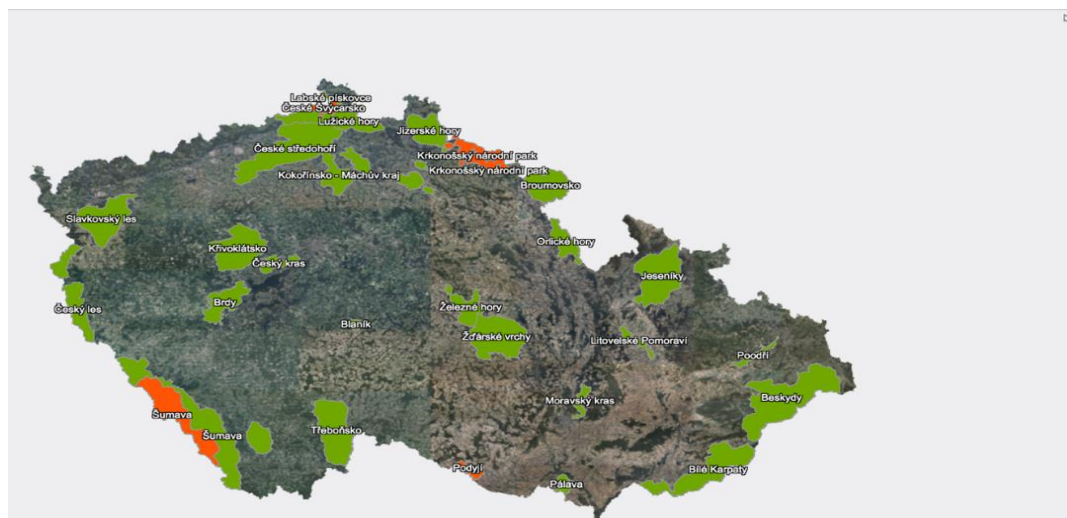 Labské pískovce
České Švýcarsko
Lužické hory
Jizerské hory
České středohoří
Krkonošský národní park
Krkonošský národní park
Kokořínsko - Máchův kraj
Broumovsko
Slavkovský les
Křivoklátsko
Orlické hory
Český kras
Jeseníky
Brdy
Český les
Železné hory
Blaník
Žďárské vrchy
Litovelské Pomoraví
Poodří
Beskydy
Moravský kras
Šumava
Šumava
Třeboňsko
Podyjí
Bílé Karpaty
Pálava